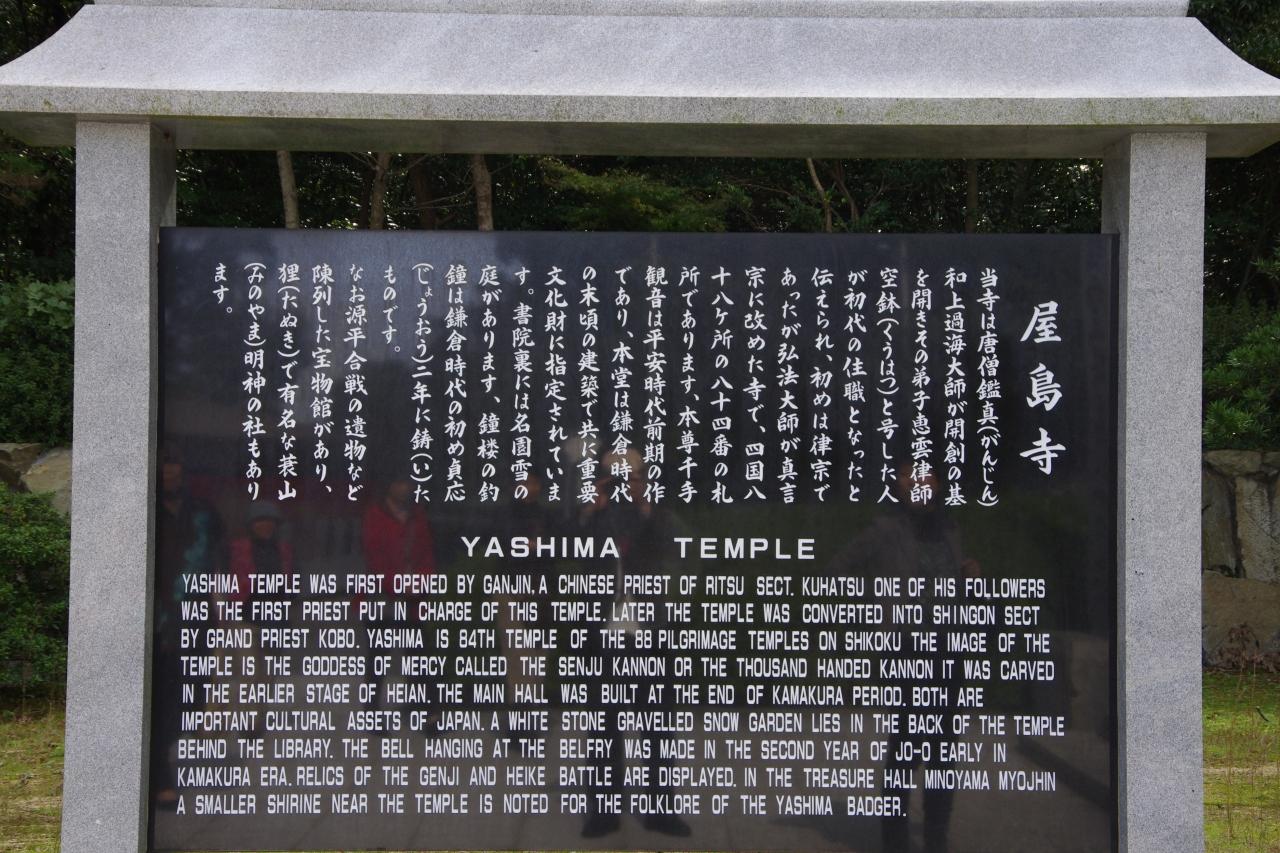 屋島寺
当寺は唐僧鑑真(がんじん)
和上過海大師が開創の基
を開きその弟子恵雲律師
空鉢(くうはつ)と号した人
が初代の住職となったと
伝えられ、初めは律宗で
あったが弘法大師が真言
宗に改めた寺で、四国八
十八ケ所の八十四番の札
所であります、本尊千手
観音は平安時代前期の作
であり、本堂は鎌倉時代
の末頃の建築で共に重要
文化財に指定されていま
す。書院裏には名園雪の
庭があります、鐘楼の釣
鐘は鎌倉時代の初め貞応
(じょうおう)二年に鋳(い)た
ものです。
なお源平合戦の遺物など
陳列した宝物館があり、
狸(たぬき)で有名な蓑山
(みのやま)明神の社もあり
ます。
YASHIMA TEMPLE
YASHIMA TEMPLE WAS FIRST OPENED BY GANJIN, A CHINESE PRIEST OF RITSU SECT. KUHATSU ONE OF HIS FOLLOWERS
WAS THE FIRST PRIEST PUT IN CHARGE OF THIS TEMPLE. LATER THE TEMPLE WAS CONVERTED INTO SHINGON SECT
BY GRAND PRIEST KOBO. YASHIMA IS 84TH TEMPLE OF THE 88 PILGRIMAGE TEMPLES ON SHIKOKU THE IMAGE OF THE
TEMPLE IS THE GODDESS OF MERCY CALLED THE SENJU KANNON OR THE THOUSAND HANDED KANNON IT WAS CARVED
IN THE EARLIER STAGE OF HEIAN. THE MAIN HALL WAS BUILT AT THE END OF KAMAKURA PERIOD. BOTH ARE
IMPORTANT CULTURAL ASSETS OF JAPAN. A WHITE STONE GRAVELLED SNOW GARDEN LIES IN THE BACK OF THE TEMPLE
BEHIND THE LIBRARY. THE BELL HANGING AT THE BELFRY WAS MADE IN THE SECOND YEAR OF JO-O EARLY IN
KAMAKURA ERA. RELICS OF THE GENJI AND HEIKE BATTLE ARE DISPLAYED. IN THE TREASURE HALL MINOYAMA MYOJHIN
A SMALLER SHIRINE NEAR THE TEMPLE IS NOTED FOR THE FOLKLORE OF THE YASHIMA BADGER.